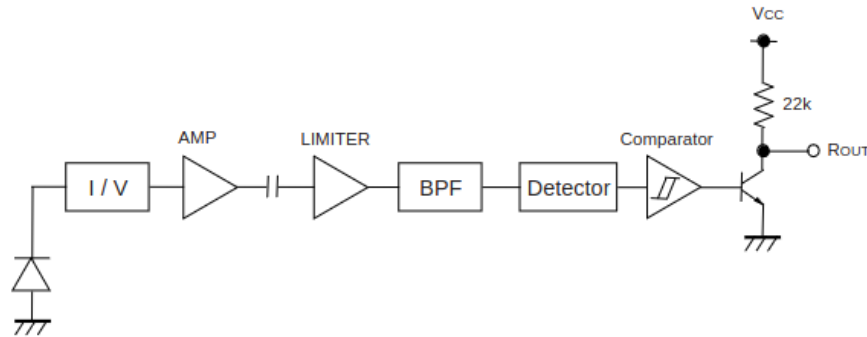 Vcc
22k
AMP
LIMITER
Comparator
ROUT
I / V
BPF
Detector